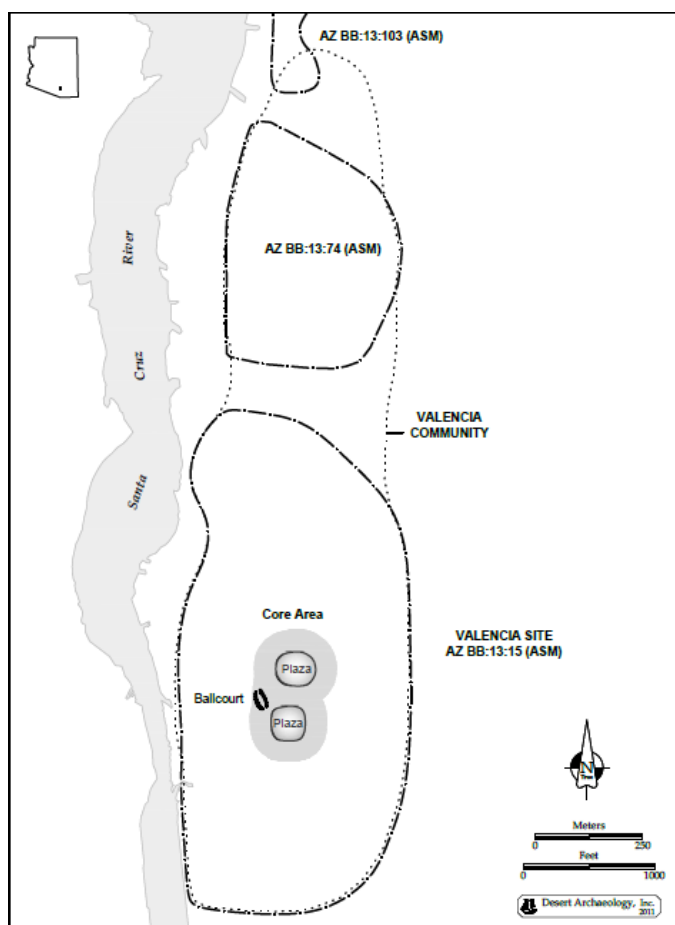 AZ BB:13:103 (ASM)
AZ BB:13:74 (ASM)
River
Cruz
Santa
VALENCIA
COMMUNITY
Core Area
Plaza
Ballcourt
Plaza
VALENCIA SITE
AZ BB:13:15 (ASM)
N
True
Meters
0 250
Feet
0 1000
Desert Archaeology, Inc.
2011